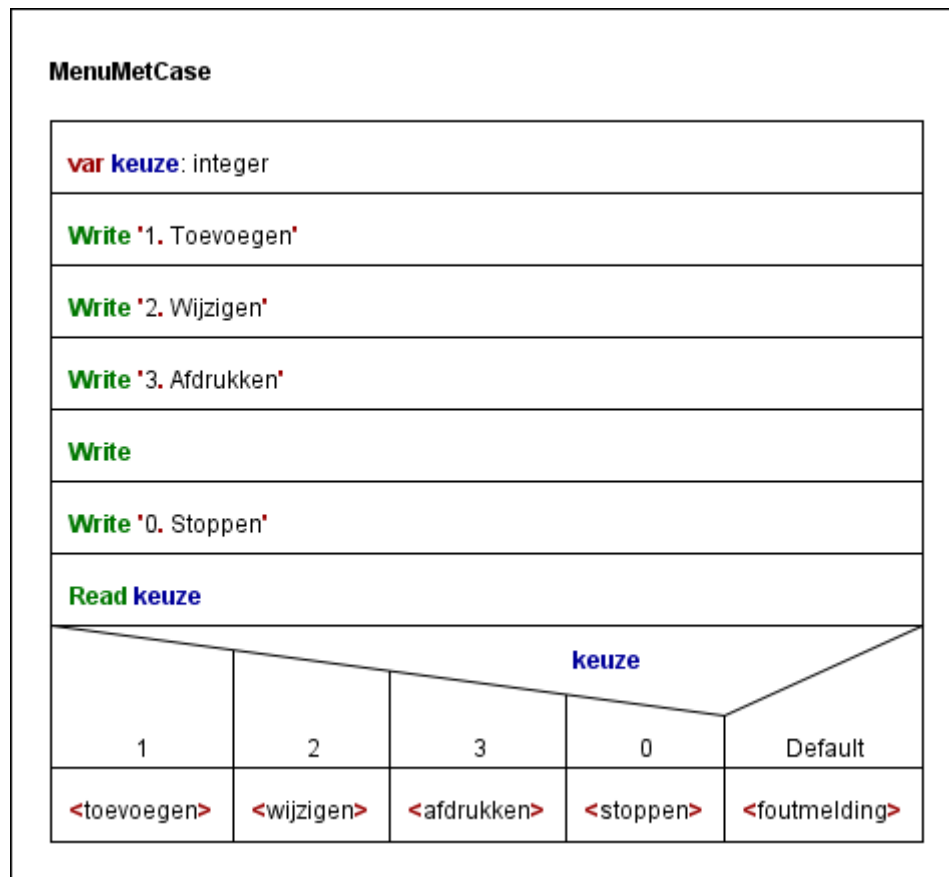 MenuMetCase
var keuze: integer
Write '1. Toevoegen'
Write '2. Wijzigen'
Write '3. Afdrukken'
Write
Write '0. Stoppen'
Read keuze
keuze
1 2 3 0 Default
<toevoegen> <wijzigen> <afdrukken> <stoppen> <foutmelding>